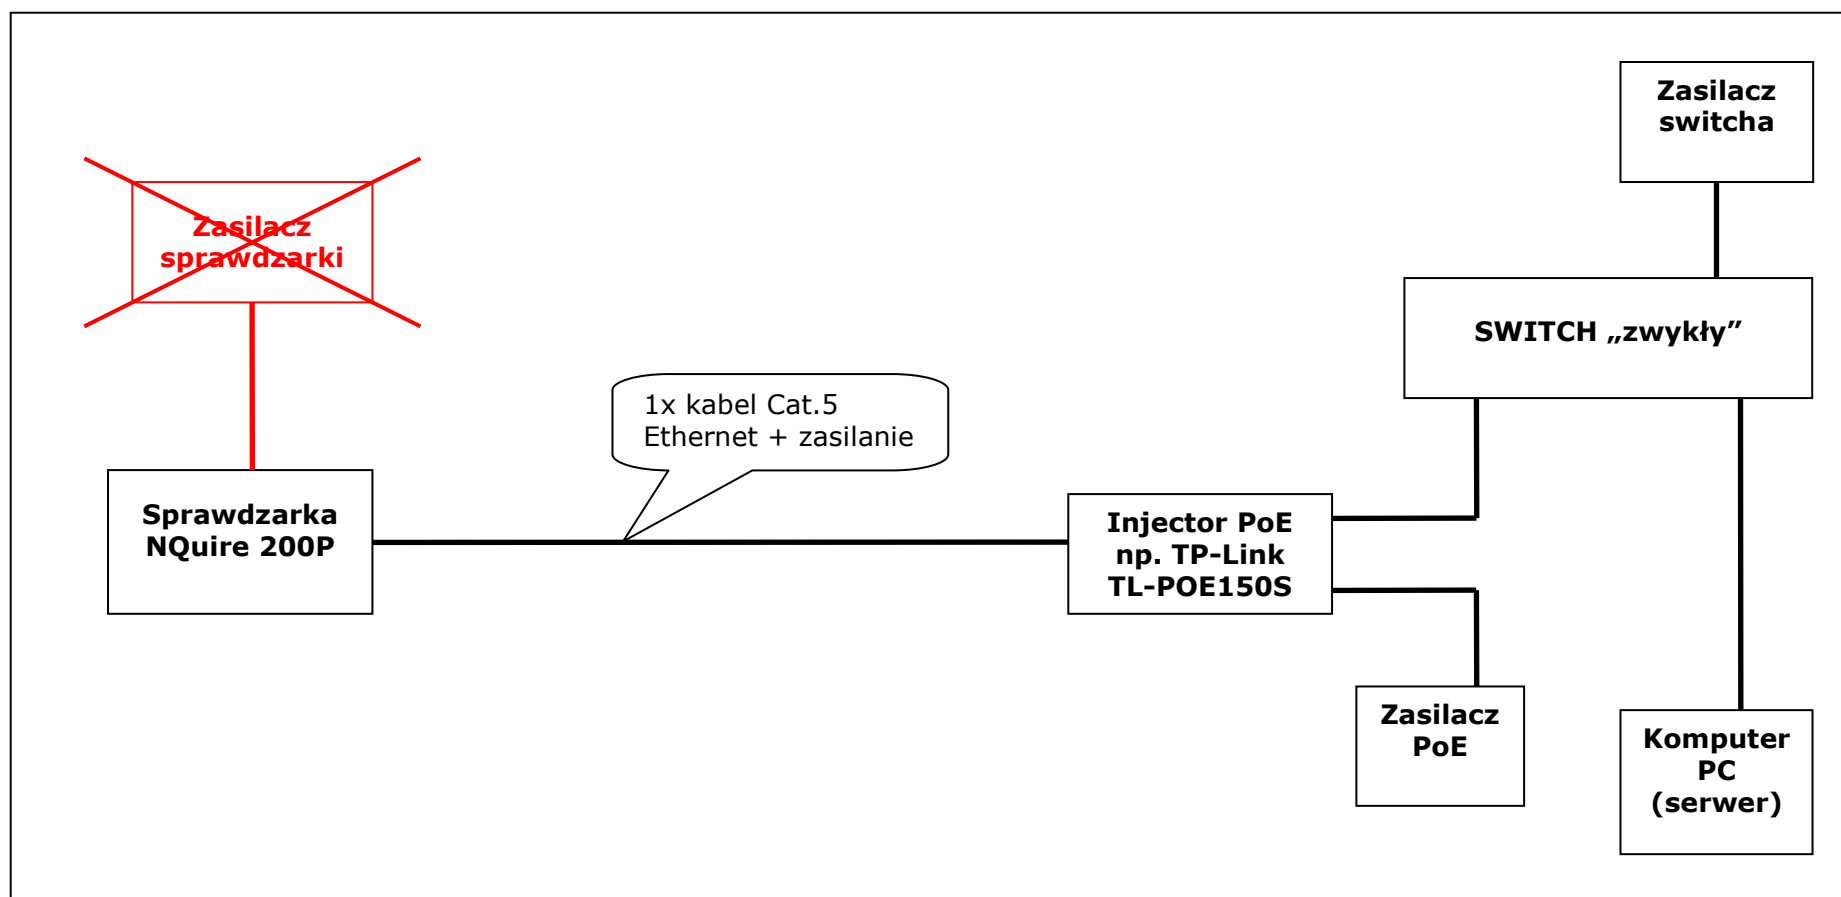 Zasilacz
switcha
Zasilacz
sprawdzarki
SWITCH „zwykły”
1x kabel Cat.5
Ethernet + zasilanie
Sprawdzarka
NQuire 200P
Injector PoE
np. TP-Link
TL-POE150S
Zasilacz
PoE
Komputer
PC
(serwer)